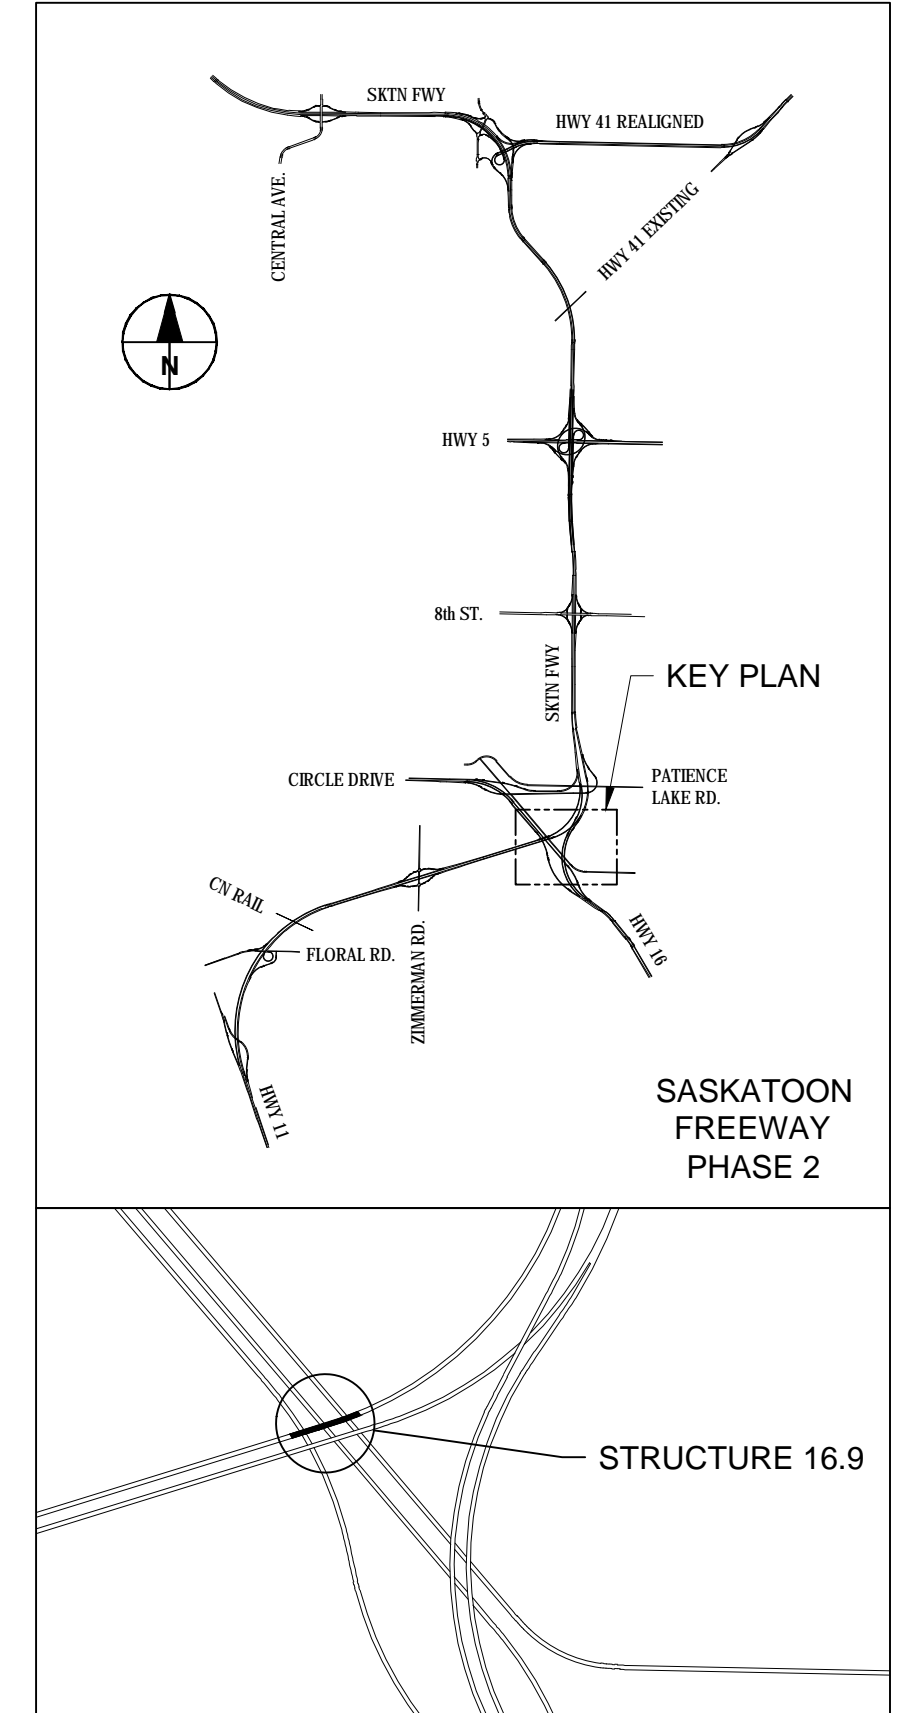 SKTN FWY
HWY 41 REALIGNED
CENTRAL AVE.
HWY 41 EXISTING
N
HWY 5
8th ST.
SKTN FWY
KEY PLAN
CIRCLE DRIVE
PATIENCE
LAKE RD.
CN RAIL
FLORAL RD.
ZIMMERMAN RD.
HWY 16
HWY 11
SASKATOON
FREEWAY
PHASE 2
STRUCTURE 16.9